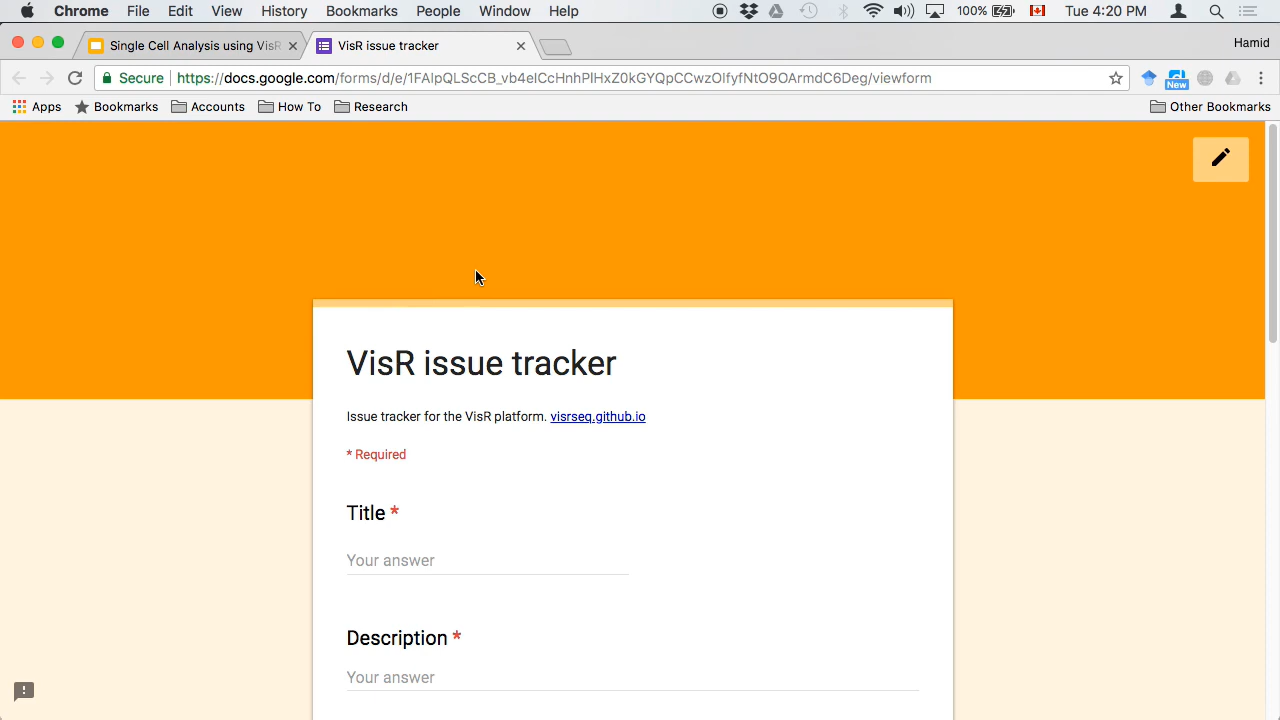 Chrome File Edit View History Bookmarks People Window Help 100% Tue 4:20 PM
Single Cell Analysis using VisR VisR issue tracker Hamid
Secure https://docs.google.com/forms/d/e/1FAIpQLScCB_vb4eICcHnhPIHxZ0kGYQpCCwzOlfyfNtO9OArmdC6Deg/viewform New
Apps Bookmarks Accounts How To Research Other Bookmarks
VisR issue tracker
Issue tracker for the VisR platform. visrseq.github.io
* Required
Title *
Your answer
Description *
Your answer